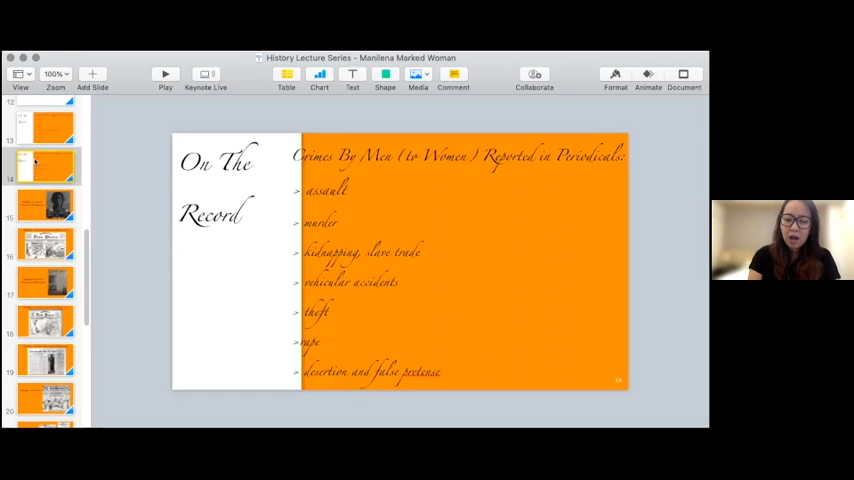 History Lecture Series - Manilena Marked Woman
100%
View
Zoom
Add Slide
Play
Keynote Live
Table
Chart
Text
Shape
Media
Comment
Collaborate
Format
Animate
Document
12
13
14
15
16
17
18
19
20
On The
Record
Crimes By Men (to Women) Reported in Periodicals:
> assault
> murder
> kidnapping, slave trade
> vehicular accidents
> theft
>rape
> desertion and false pretense
14